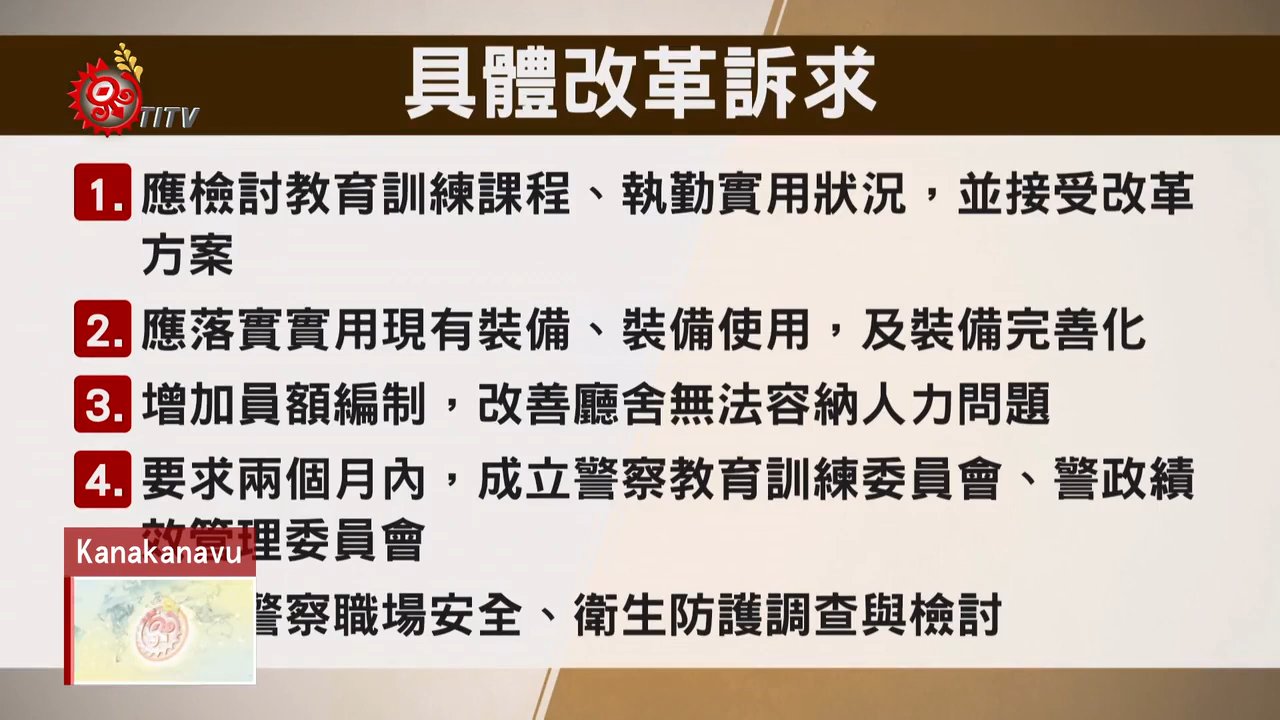 具體改革訴求
TITV
1. 應檢討教育訓練課程、執勤實用狀況，並接受改革
方案
2. 應落實實用現有裝備、裝備使用，及裝備完善化
3. 增加員額編制，改善廳舍無法容納人力問題
4. 要求兩個月內，成立警察教育訓練委員會、警政績
效管理委員會
Kanakanavu
警察職場安全、衛生防護調查與檢討